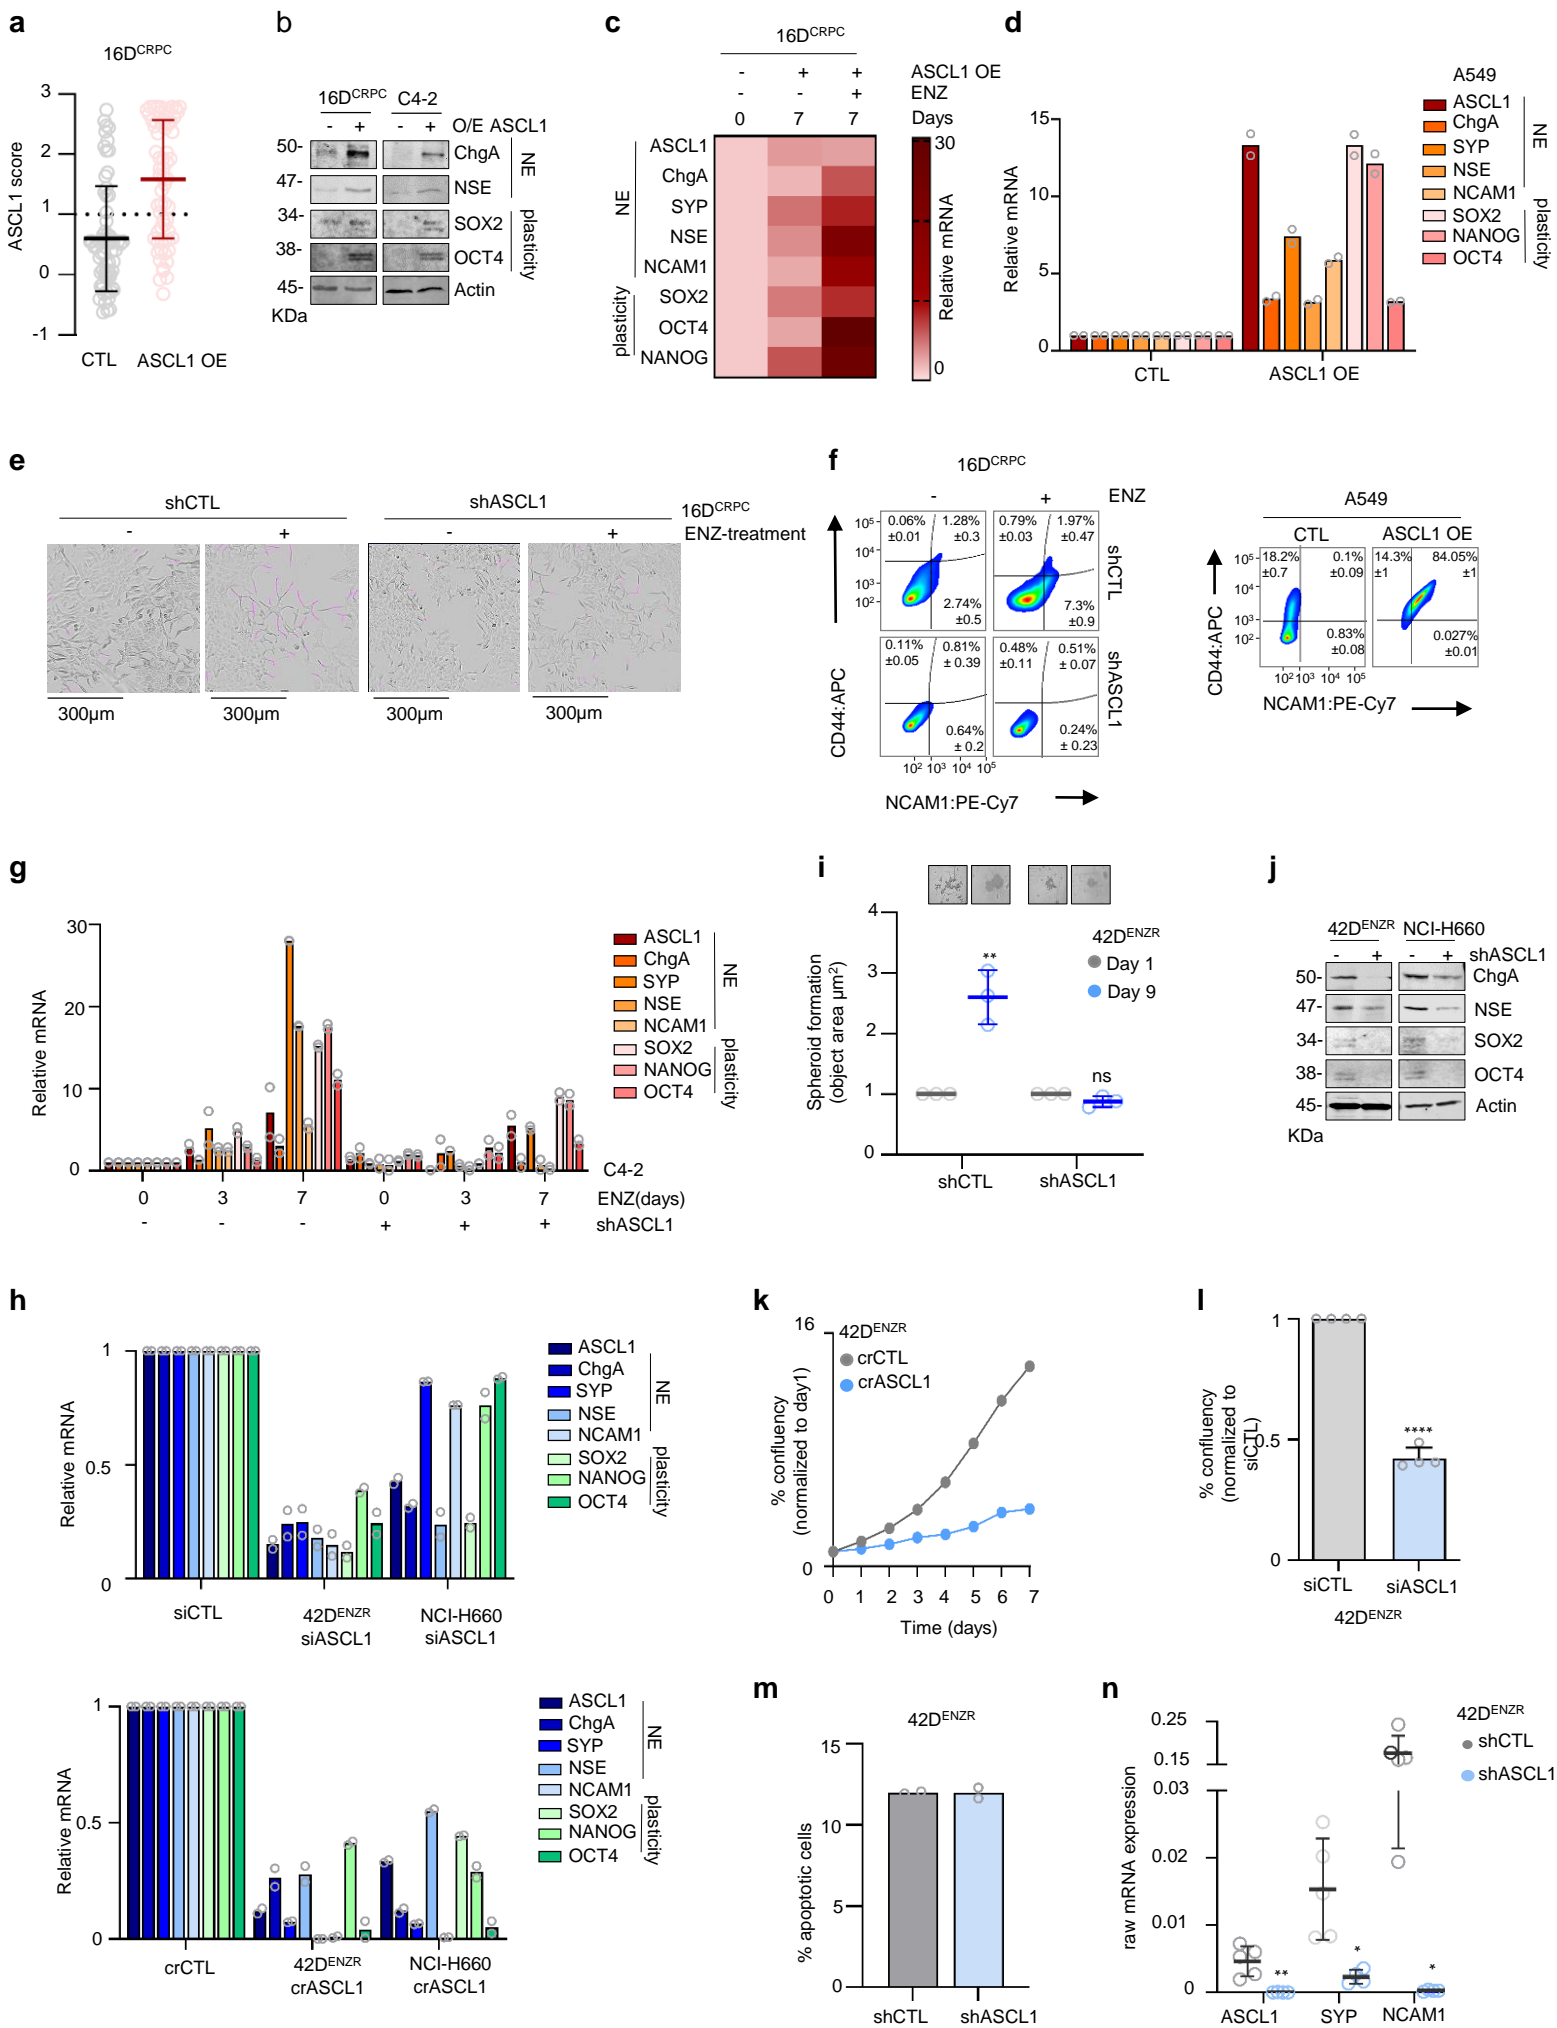 a
16DCRPC
ASCL1 score
3
2
1
0
-1
CTL
ASCL1 OE
b
16DCRPC C4-2
- + - + O/E ASCL1
50- ChgA
47- NSE
NE
34- SOX2
38- OCT4
plasticity
45- Actin
KDa
c
16DCRPC
- + + ASCL1 OE
- - + ENZ
0 7 7 Days
ASCL1
ChgA
SYP
NSE
NCAM1
NE
SOX2
OCT4
NANOG
plasticity
30
Relative mRNA
0
d
A549
Relative mRNA
15
10
5
0
CTL
ASCL1 OE
ASCL1
ChgA
SYP
NSE
NCAM1
NE
SOX2
NANOG
OCT4
plasticity
e
shCTL shASCL1 16DCRPC
- + - + ENZ-treatment
300µm 300µm 300µm 300µm
f
16DCRPC
- + ENZ
0.06% 1.28% 0.79% 1.97%
±0.01 ±0.3 ±0.03 ±0.47
2.74% 7.3%
±0.5 ±0.9
shCTL
0.11% 0.81% 0.48% 0.51%
±0.05 ± 0.39 ±0.11 ± 0.07
0.64% 0.24%
± 0.2 ± 0.23
shASCL1
10⁵
10⁴
10³
10²
10² 10³ 10⁴ 10⁵
CD44:APC
NCAM1:PE-Cy7
A549
CTL ASCL1 OE
18.2% 0.1% 14.3% 84.05%
±0.7 ±0.09 ±1 ±1
0.83% 0.027%
±0.08 ±0.01
10⁵
10⁴
10³
10²
10² 10³ 10⁴ 10⁵
CD44:APC
NCAM1:PE-Cy7
g
Relative mRNA
30
20
10
0
C4-2
0 3 7 0 3 7 ENZ(days)
- - - + + + shASCL1
ASCL1
ChgA
SYP
NSE
NCAM1
NE
SOX2
NANOG
OCT4
plasticity
i
Spheroid formation
(object area µm²)
4
3
2
1
0
**
ns
42DENZR
Day 1
Day 9
shCTL shASCL1
j
42DENZR NCI-H660
- + - + shASCL1
50- ChgA
47- NSE
34- SOX2
38- OCT4
45- Actin
KDa
h
Relative mRNA
1
0.5
0
siCTL
42DENZR
siASCL1
NCI-H660
siASCL1
ASCL1
ChgA
SYP
NSE
NCAM1
NE
SOX2
NANOG
OCT4
plasticity
Relative mRNA
1
0.5
0
crCTL
42DENZR
crASCL1
NCI-H660
crASCL1
ASCL1
ChgA
SYP
NSE
NCAM1
NE
SOX2
NANOG
OCT4
plasticity
k
42DENZR
crCTL
crASCL1
% confluency
(normalized to day1)
16
0
0 1 2 3 4 5 6 7
Time (days)
l
% confluency
(normalized to
siCTL)
1
0.5
0
****
siCTL siASCL1
42DENZR
m
42DENZR
% apoptotic cells
15
10
5
0
shCTL shASCL1
n
42DENZR
shCTL
shASCL1
raw mRNA expression
0.25
0.15
0.03
0.02
0.01
0
**
*
*
ASCL1 SYP NCAM1